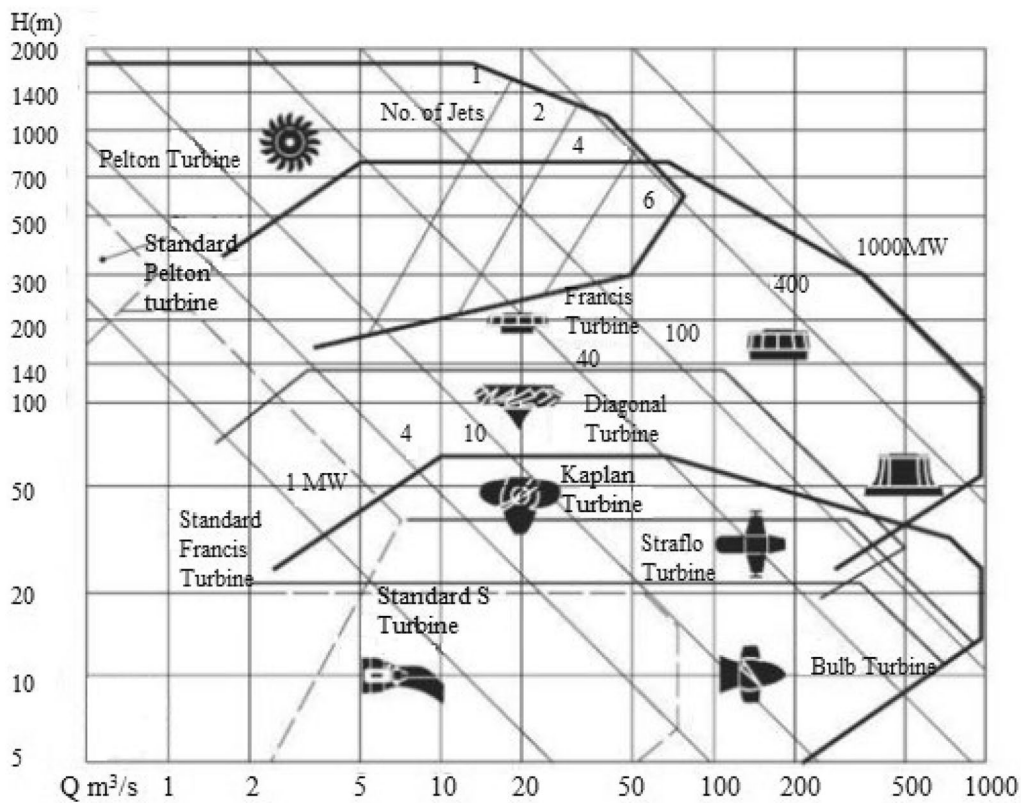 H(m)
2000
1400
1000
700
500
300
200
140
100
50
20
10
5
1
No. of Jets
2
4
6
Pelton Turbine
Standard
Pelton
turbine
1000MW
400
Francis
Turbine
100
40
Diagonal
Turbine
4
10
1 MW
Kaplan
Turbine
Standard
Francis
Turbine
Straflo
Turbine
Standard S
Turbine
Bulb Turbine
Q m³/s
1
2
5
10
20
50
100
200
500
1000